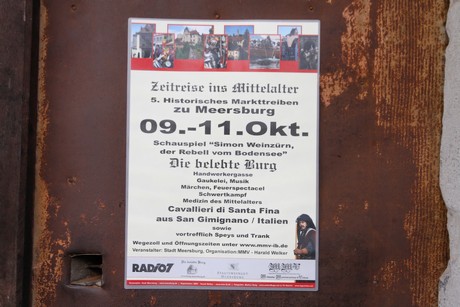 Zeitreise ins Mittelalter
5. Historisches Markttreiben
zu Meersburg
09.-11.Okt.
Schauspiel "Simon Weinzürn,
der Rebell vom Bodensee"
Die belebte Burg
Handwerkergasse
Gaukelei, Musik
Märchen, Feuerspectacel
Schwertkampf
Medizin des Mittelalters
Cavallieri di Santa Fina
aus San Gimignano / Italien
sowie
vortrefflich Speys und Trank
Wegezoll und Öffnungszeiten unter www.mmv-ib.de
Veranstalter: Stadt Meersburg, Organisation:MMV - Harald Welker
RADIO7